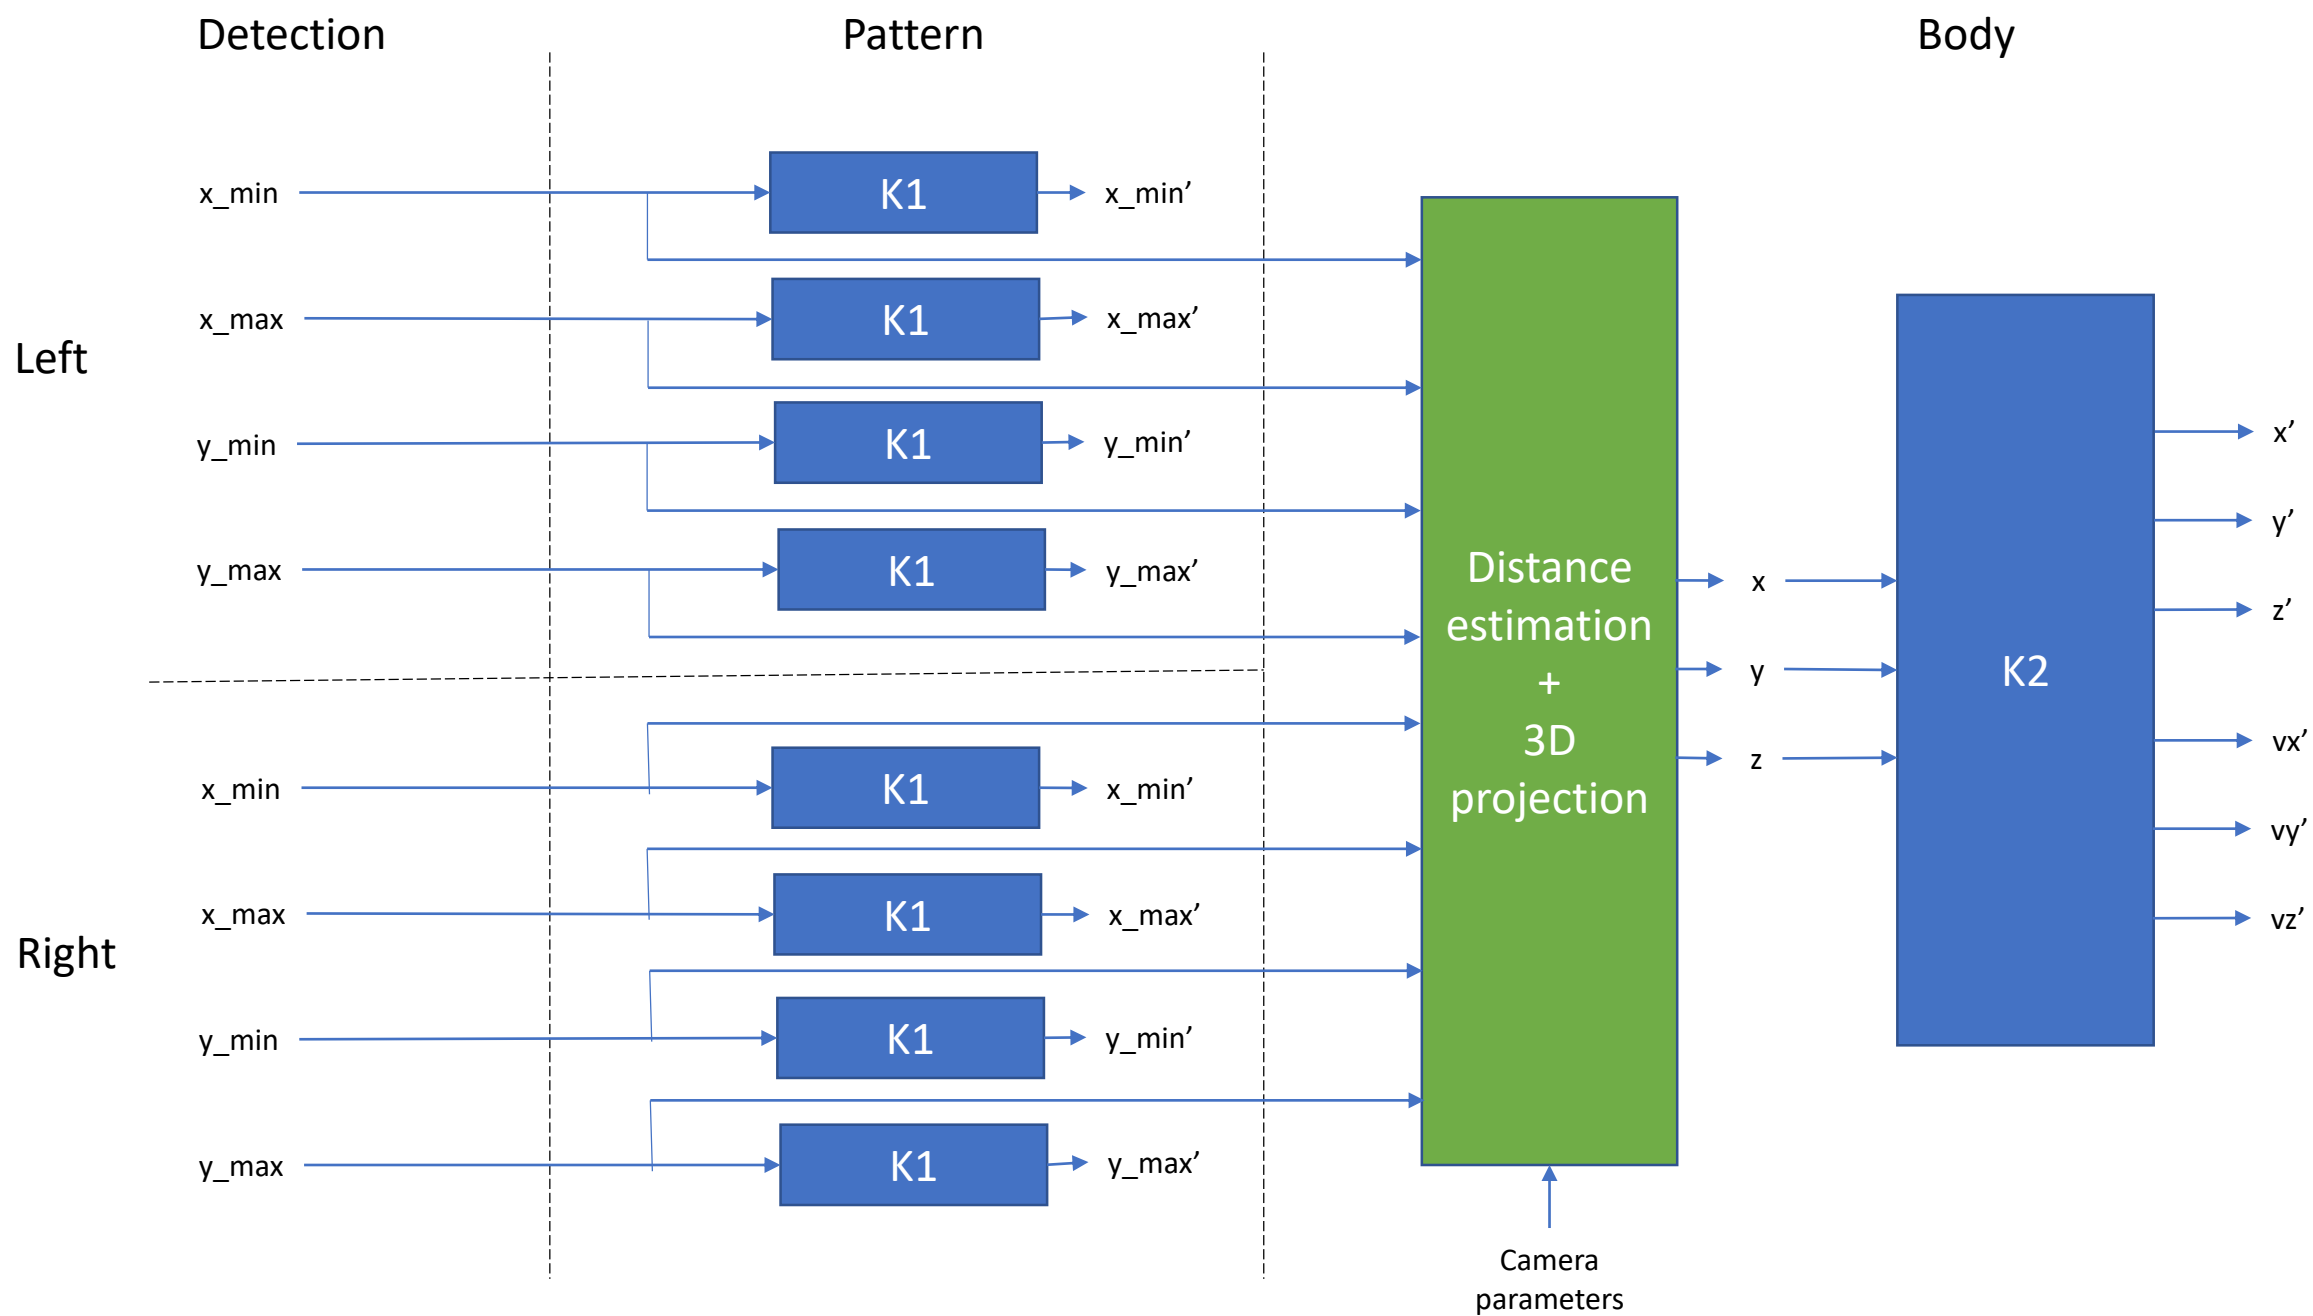 Detection
Pattern
Body
Left
x_min
K1
x_min’
x_max
K1
x_max’
y_min
K1
y_min’
y_max
K1
y_max’
Right
x_min
K1
x_min’
x_max
K1
x_max’
y_min
K1
y_min’
y_max
K1
y_max’
Distance
estimation
+
3D
projection
Camera
parameters
x
y
z
K2
x’
y’
z’
vx’
vy’
vz’